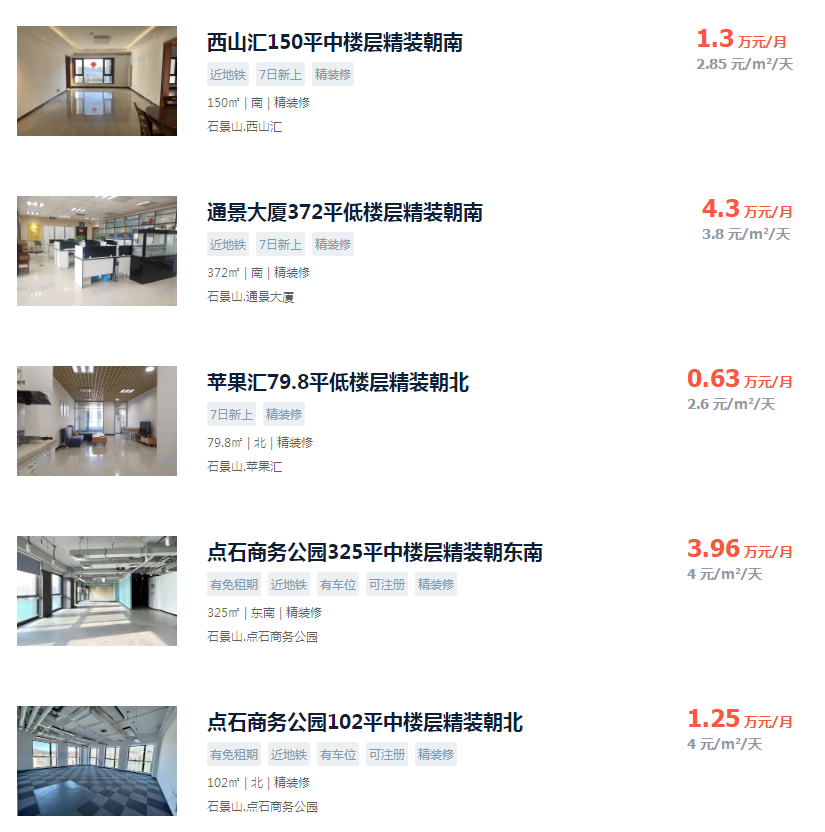 西山汇150平中楼层精装朝南
1.3 万元/月
近地铁 7日新上 精装修
2.85 元/m²/天
150㎡ | 南 | 精装修
石景山.西山汇
通景大厦372平低楼层精装朝南
4.3 万元/月
近地铁 7日新上 精装修
3.8 元/m²/天
372㎡ | 南 | 精装修
石景山.通景大厦
苹果汇79.8平低楼层精装朝北
0.63 万元/月
7日新上 精装修
2.6 元/m²/天
79.8㎡ | 北 | 精装修
石景山.苹果汇
点石商务公园325平中楼层精装朝东南
3.96 万元/月
有免租期 近地铁 有车位 可注册 精装修
4 元/m²/天
325㎡ | 东南 | 精装修
石景山.点石商务公园
点石商务公园102平中楼层精装朝北
1.25 万元/月
有免租期 近地铁 有车位 可注册 精装修
4 元/m²/天
102㎡ | 北 | 精装修
石景山.点石商务公园